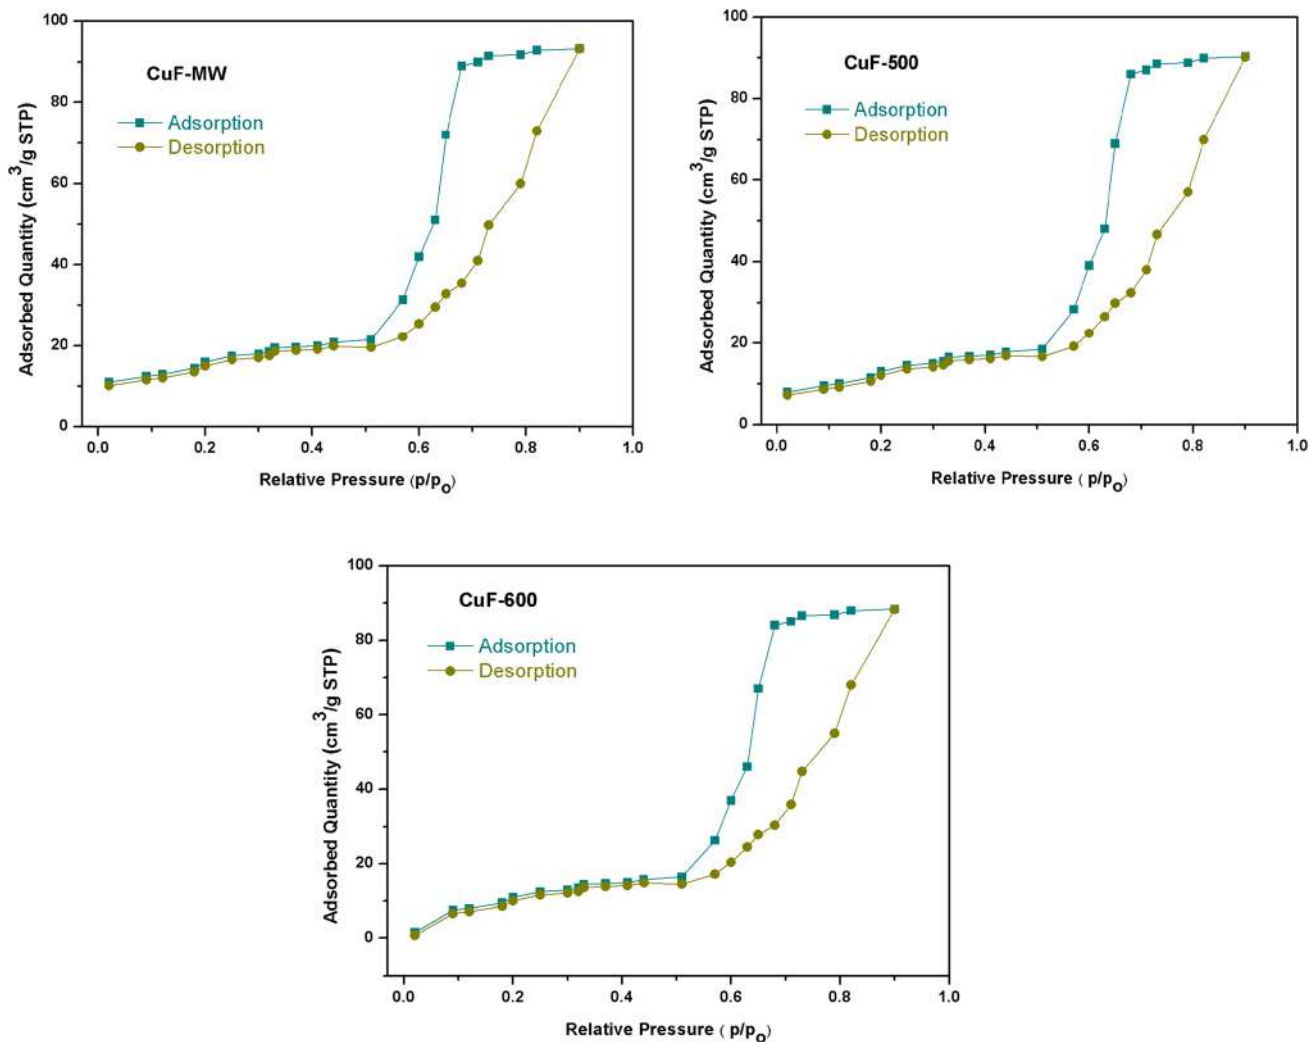 CuF-MW
Adsorption
Desorption
Adsorbed Quantity (cm³/g STP)
100
80
60
40
20
0
0.0 0.2 0.4 0.6 0.8 1.0
Relative Pressure (p/pₒ)
CuF-500
Adsorption
Desorption
Adsorbed Quantity (cm³/g STP)
100
80
60
40
20
0
0.0 0.2 0.4 0.6 0.8 1.0
Relative Pressure ( p/pₒ)
CuF-600
Adsorption
Desorption
Adsorbed Quantity (cm³/g STP)
100
80
60
40
20
0
0.0 0.2 0.4 0.6 0.8 1.0
Relative Pressure ( p/pₒ)